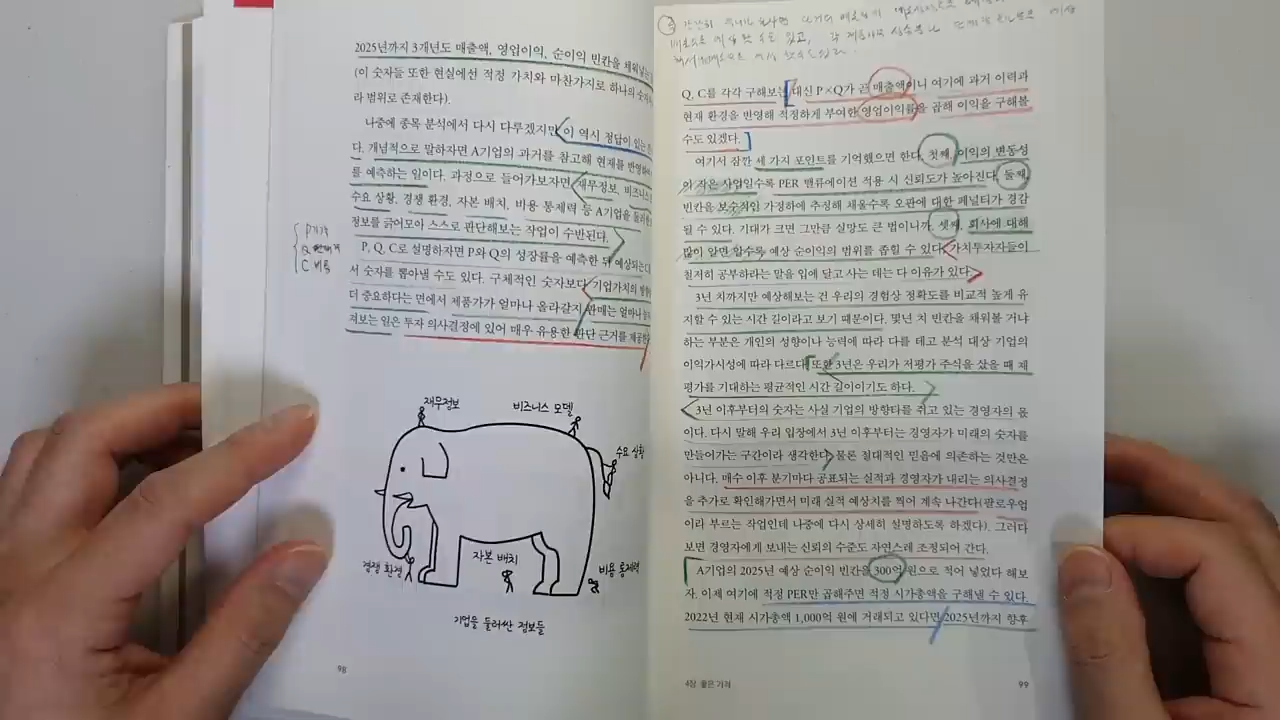 2025년까지 3개년도 매출액, 영업이익, 순이익 빈칸을 채워넣는
(이 숫자들 또한 현실에선 적정 가치와 마찬가지로 하나의 숫자
라 범위로 존재한다).
나중에 종목 분석에서 다시 다루겠지만 이 역시 정답이 있는
다. 개념적으로 말하자면 A기업의 과거를 참고해 현재를 반영하
를 예측하는 일이다. 과정으로 들어가보자면 재무정보, 비즈니스
수요 상황, 경쟁 환경, 자본 배치, 비용 통제력 등 A기업을 둘러싼
정보를 긁어모아 스스로 판단해보는 작업이 수반된다.
P, Q, C로 설명하자면 P와 Q의 성장률을 예측한 뒤 예상되는
서 숫자를 뽑아낼 수도 있다. 구체적인 숫자보다 기업가치의 방향
더 중요하다는 면에서 제품가가 얼마나 올라갈지 판매는 얼마나
져보는 일은 투자 의사결정에 있어 매우 유용한 판단 근거를 제공한
P
Q
C 비용
재무정보
비즈니스 모델
수요 상황
자본 배치
경쟁 환경
비용 통제력
기업을 둘러싼 정보들
98
Q, C를 각각 구해보는 대신 P×Q가 곧 매출액이니 여기에 과거 이력과
현재 환경을 반영해 적정하게 부여한 영업이익률을 곱해 이익을 구해볼
수도 있겠다.
여기서 잠깐 세 가지 포인트를 기억했으면 한다. 첫째, 이익의 변동성
이 작은 사업일수록 PER 밸류에이션 적용 시 신뢰도가 높아진다. 둘째,
빈칸을 보수적인 가정하에 추정해 채울수록 오판에 대한 페널티가 경감
될 수 있다. 기대가 크면 그만큼 실망도 큰 법이니까. 셋째, 회사에 대해
많이 알면 알수록 예상 순이익의 범위를 좁힐 수 있다. 가치투자자들이
천저히 공부하라는 말을 입에 달고 사는 데는 다 이유가 있다.
3년 치까지만 예상해보는 건 우리의 경험상 정확도를 비교적 높게 유
지할 수 있는 시간 길이라고 보기 때문이다. 몇년 치 빈칸을 채워볼 거냐
하는 부분은 개인의 성향이나 능력에 따라 다를 테고 분석 대상 기업의
이익가시성에 따라 다르다. 또한 3년은 우리가 저평가 주식을 샀을 때 재
평가를 기대하는 평균적인 시간 길이이기도 하다.
3년 이후부터의 숫자는 사실 기업의 방향타를 쥐고 있는 경영자의 몫
이다. 다시 말해 우리 입장에서 3년 이후부터는 경영자가 미래의 숫자를
만들어가는 구간이라 생각한다. 물론 절대적인 믿음에 의존하는 것만은
아니다. 매수 이후 분기마다 공표되는 실적과 경영자가 내리는 의사결정
을 추가로 확인해가면서 미래 실적 예상치를 찍어 계속 나간다(팔로우업
이라 부르는 작업인데 나중에 다시 상세히 설명하도록 하겠다). 그러다
보면 경영자에게 보내는 신뢰의 수준도 자연스레 조정되어 간다.
A기업의 2025년 예상 순이익 빈칸을 300억 원으로 적어 넣었다 해보
자. 이제 여기에 적정 PER만 곱해주면 적정 시가총액을 구해낼 수 있다.
2022년 현재 시가총액 1,000억 원에 거래되고 있다면 2025년까지 향후
4장 좋은 가격
99